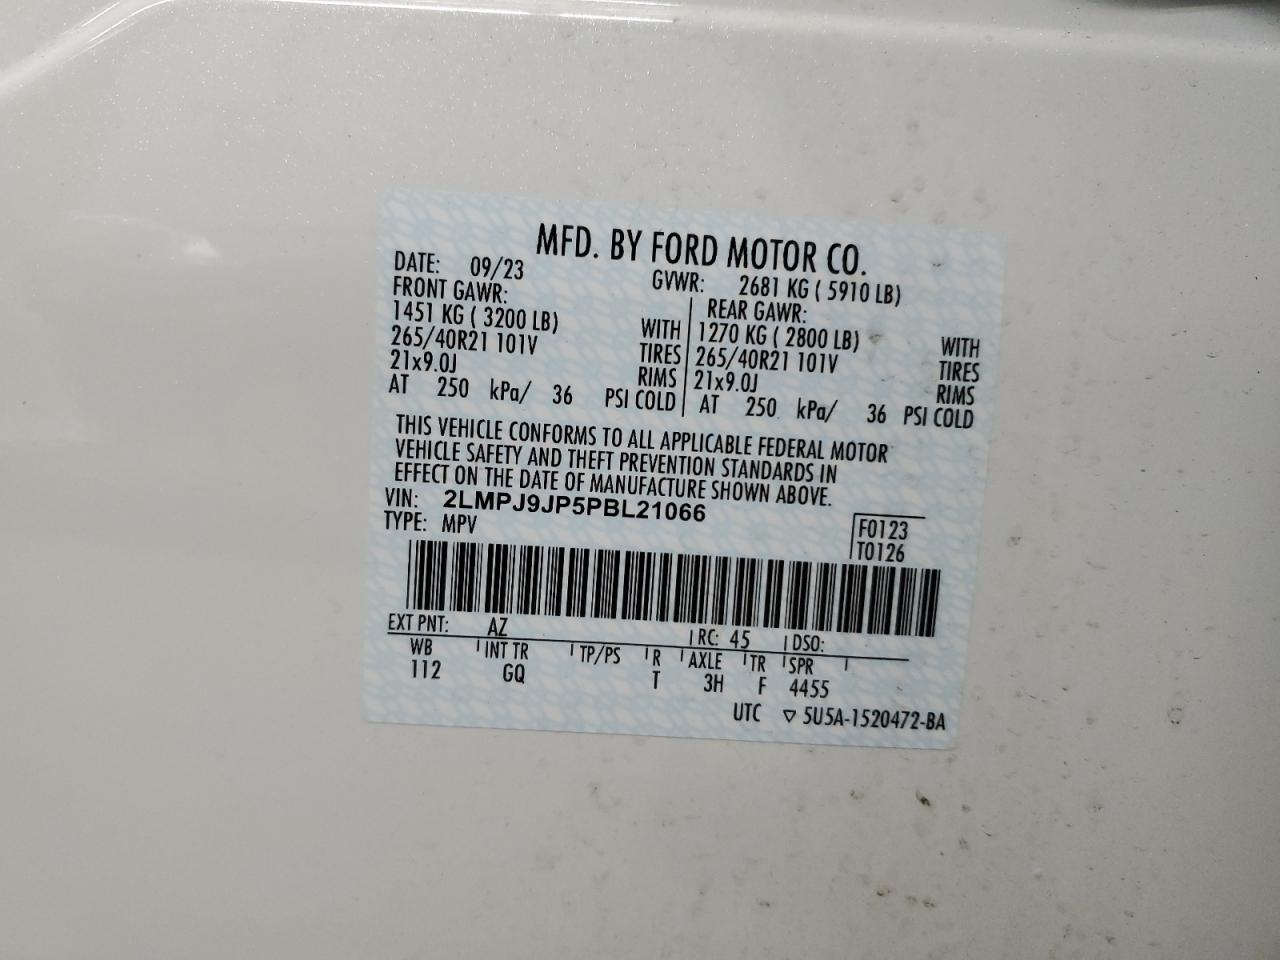 MFD. BY FORD MOTOR CO.
DATE: 09/23 GVWR: 2681 KG ( 5910 LB)
FRONT GAWR: REAR GAWR:
1451 KG ( 3200 LB) WITH 1270 KG ( 2800 LB) WITH
265/40R21 101V TIRES 265/40R21 101V TIRES
21x9.0J RIMS 21x9.0J RIMS
AT 250 kPa/ 36 PSI COLD AT 250 kPa/ 36 PSI COLD
THIS VEHICLE CONFORMS TO ALL APPLICABLE FEDERAL MOTOR
VEHICLE SAFETY AND THEFT PREVENTION STANDARDS IN
EFFECT ON THE DATE OF MANUFACTURE SHOWN ABOVE.
VIN: 2LMPJ9JP5PBL21066
TYPE: MPV
F0123
T0126
EXT PNT: AZ RC: 45 DSO:
WB INT TR TP/PS R AXLE TR SPR
112 GQ T 3H F 4455
UTC ▽ 5U5A-1520472-BA